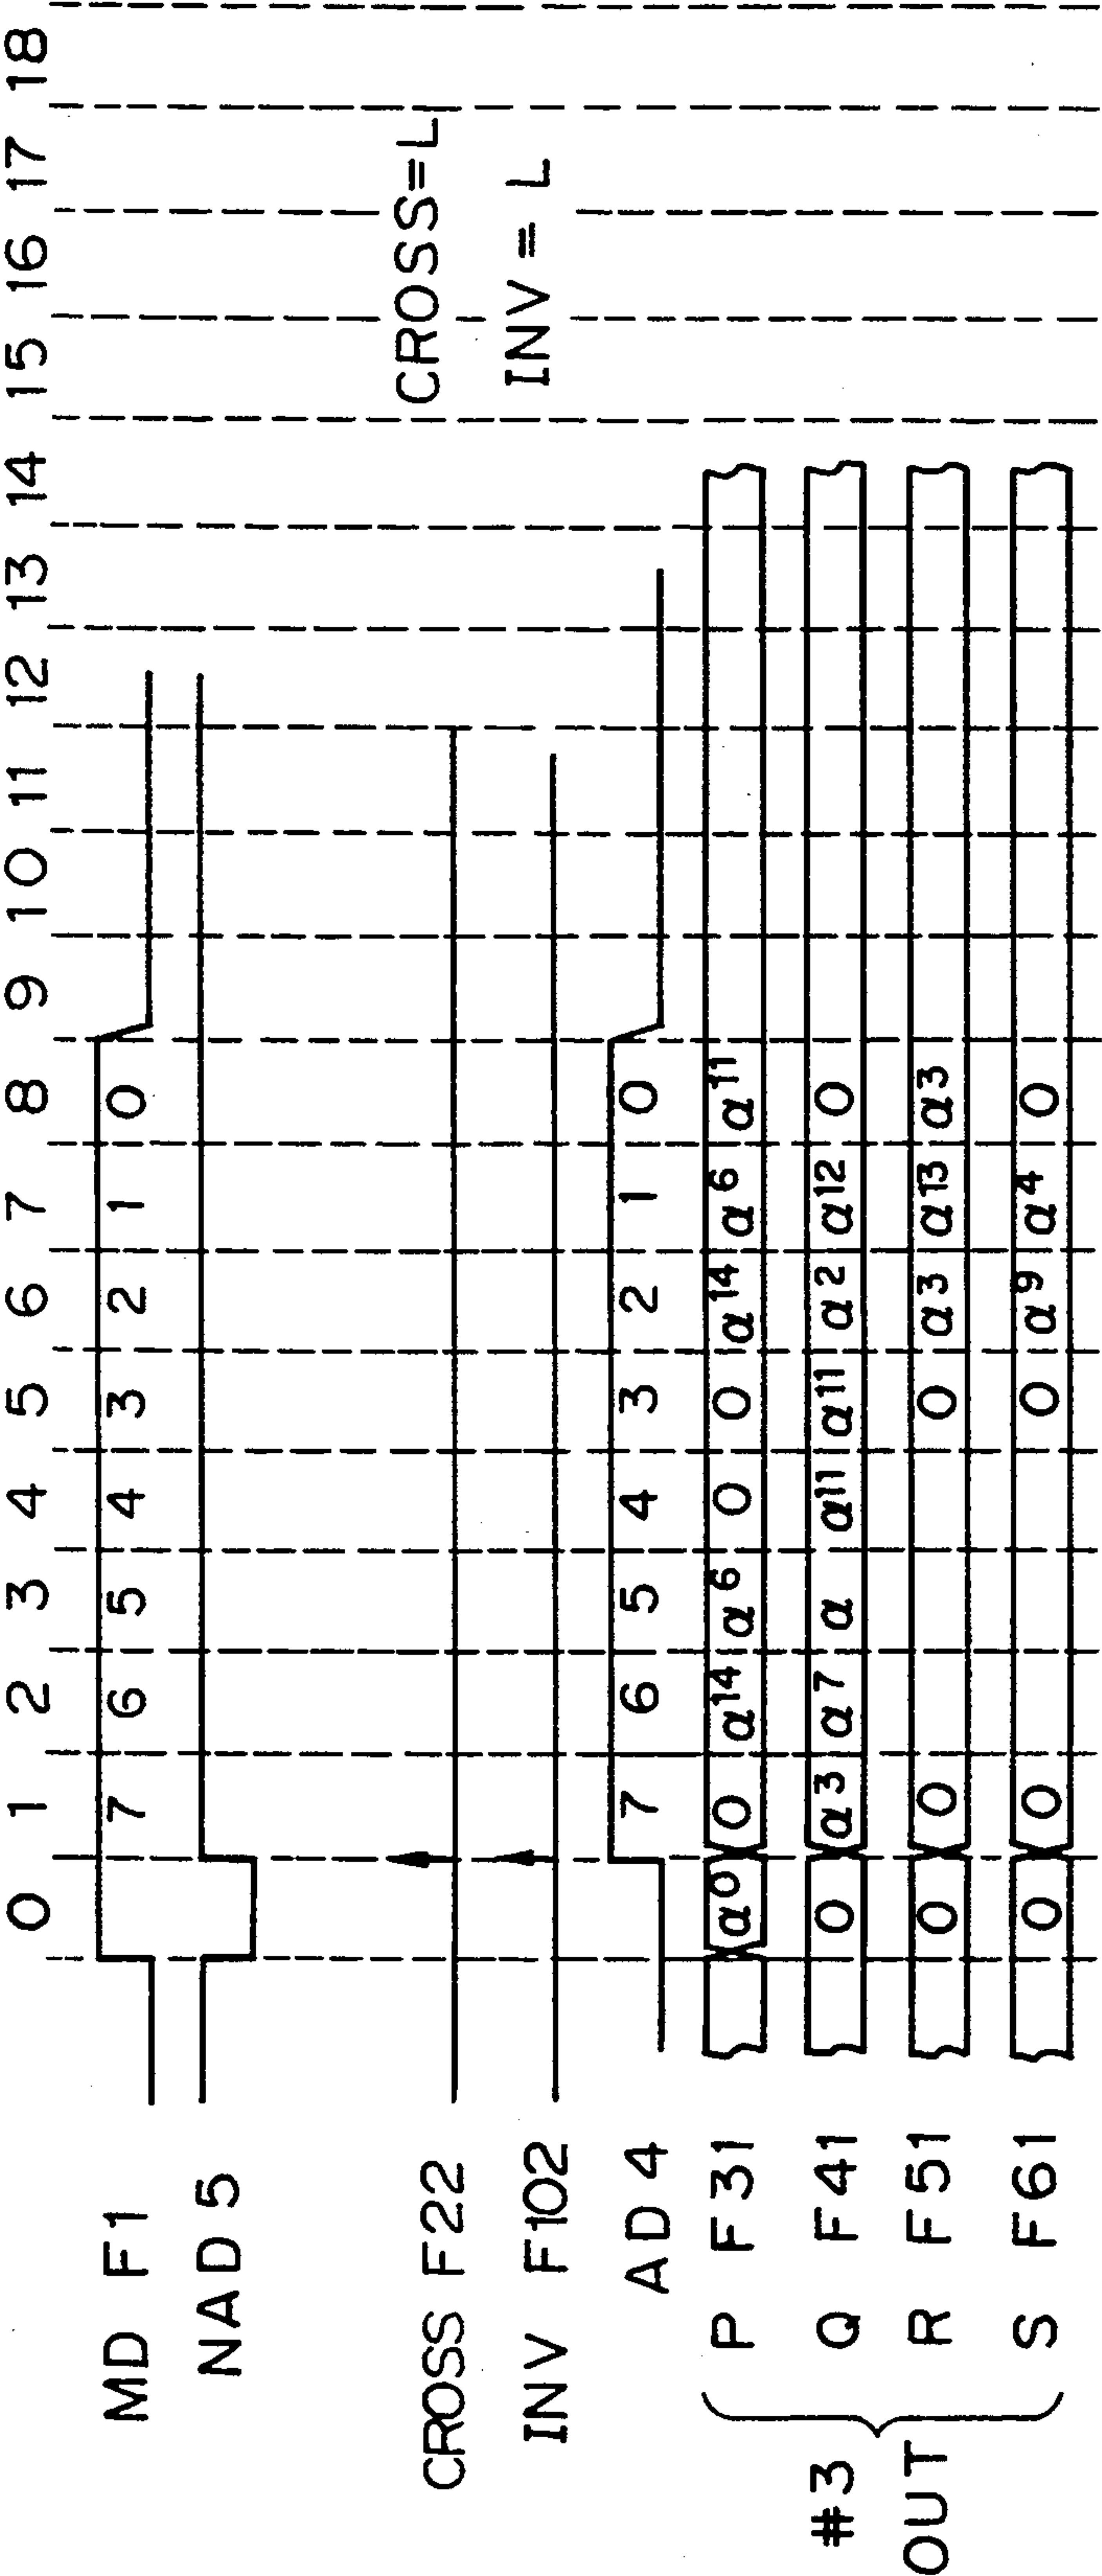 0 1 2 3 4 5 6 7 8 9 10 11 12 13 14 15 16 17 18
MD F1 7 6 5 4 3 2 1 0
NAD 5
CROSS F22 CROSS=L
INV F102 INV = L
AD 4 7 6 5 4 3 2 1 0
#3 OUT
P F31 α⁰ 0 α¹⁴ α⁶ 0 0 α¹⁴ α⁶ α¹¹
Q F41 0 α³ α⁷ α α¹¹ α¹¹ α² α¹² 0
R F51 0 0 0 α³ α¹³ α³
S F61 0 0 0 α⁹ α⁴ 0